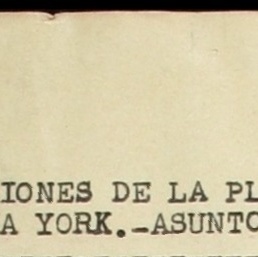 IONES DE LA PL
A YORK.-ASUNTO